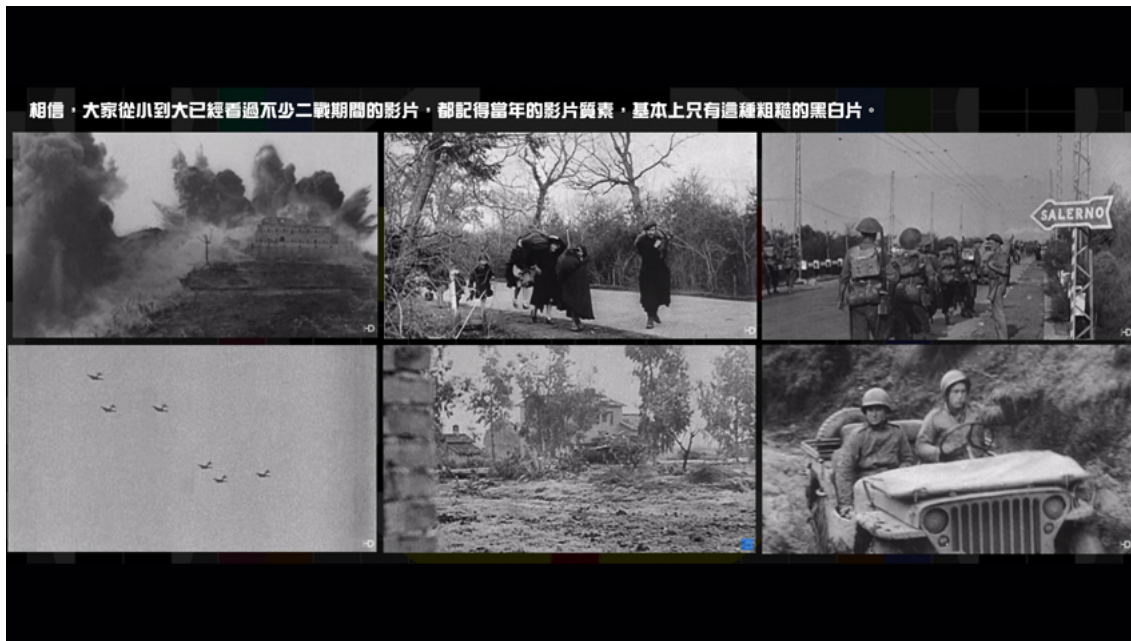 相信，大家從小到大已經看過不少二戰期間的影片，都記得當年的影片質素，基本上只有這種粗糙的黑白片。
SALERNO